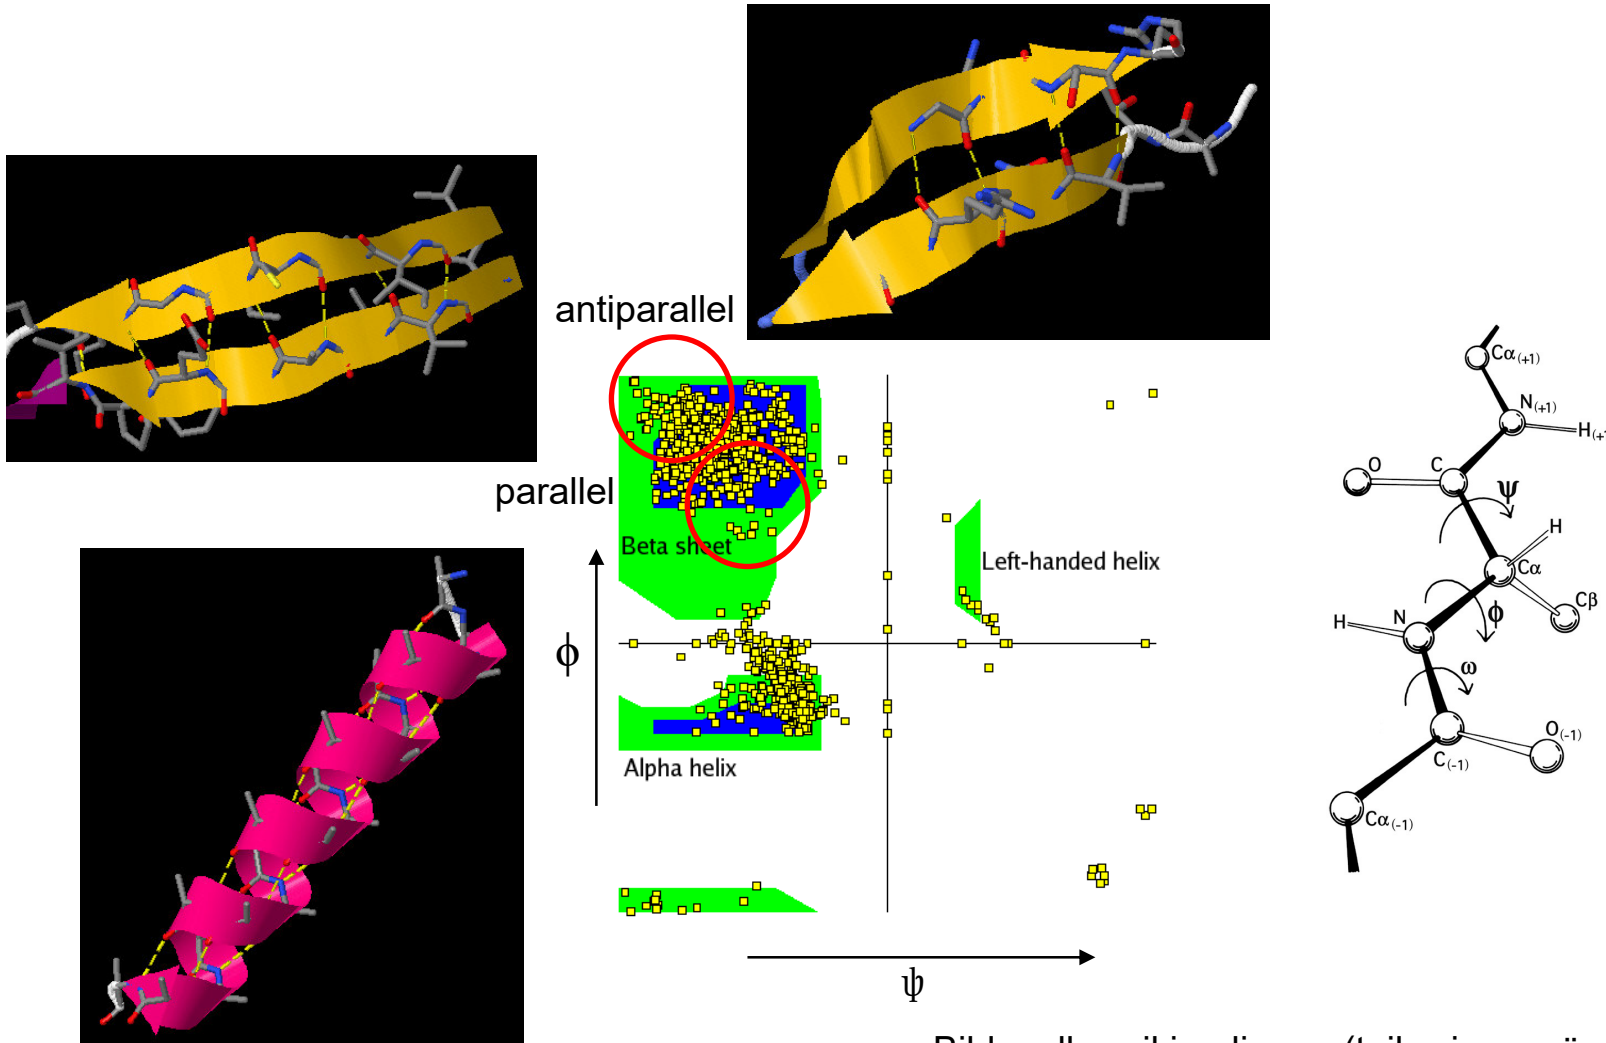 antiparallel
parallel
Beta sheet
Left-handed helix
ϕ
Alpha helix
ψ
Cα(+1)
N(+1)
O
C
ψ
H
Cα
Cβ
H
N
ϕ
ω
O(-1)
C(-1)
Cα(-1)